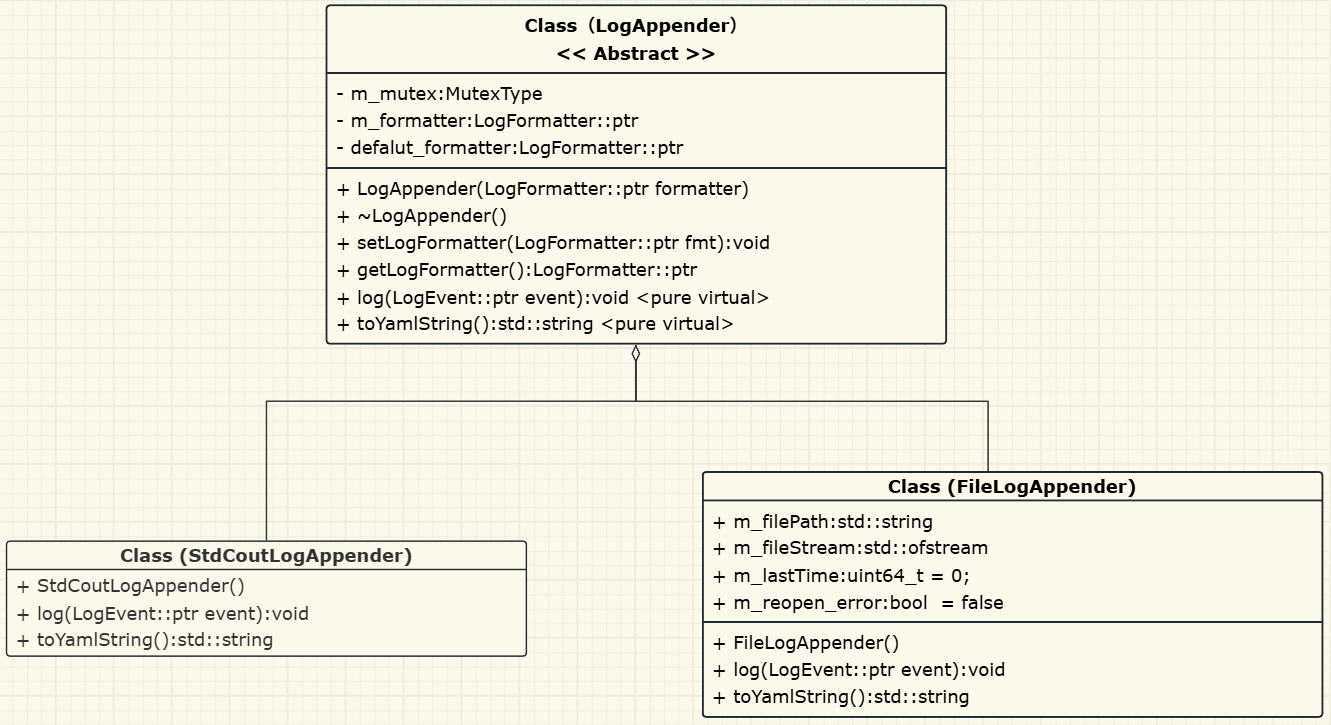 Class（LogAppender）
<< Abstract >>
- m_mutex:MutexType
- m_formatter:LogFormatter::ptr
- defalut_formatter:LogFormatter::ptr
+ LogAppender(LogFormatter::ptr formatter)
+ ~LogAppender()
+ setLogFormatter(LogFormatter::ptr fmt):void
+ getLogFormatter():LogFormatter::ptr
+ log(LogEvent::ptr event):void <pure virtual>
+ toYamlString():std::string <pure virtual>
Class (StdCoutLogAppender)
+ StdCoutLogAppender()
+ log(LogEvent::ptr event):void
+ toYamlString():std::string
Class (FileLogAppender)
+ m_filePath:std::string
+ m_fileStream:std::ofstream
+ m_lastTime:uint64_t = 0;
+ m_reopen_error:bool  = false
+ FileLogAppender()
+ log(LogEvent::ptr event):void
+ toYamlString():std::string